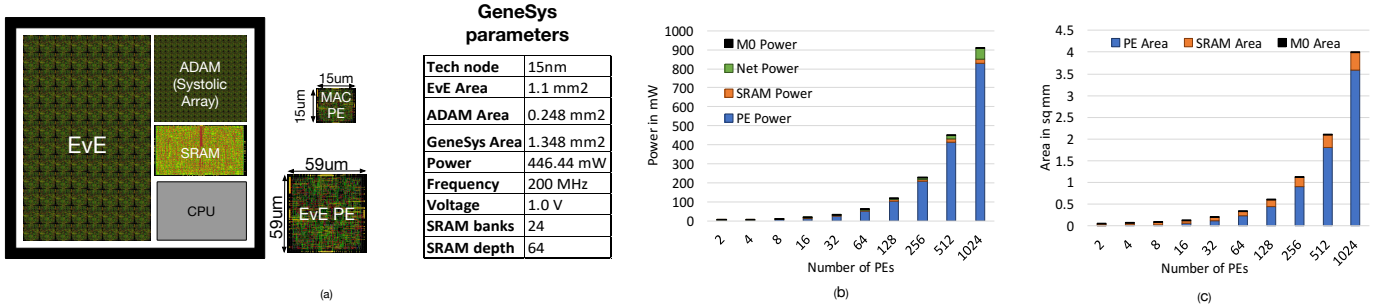 EvE
ADAM
(Systolic
Array)
SRAM
CPU
15um
15um
MAC
PE
59um
59um
EvE PE
(a)
GeneSys
parameters
Tech node 15nm
EvE Area 1.1 mm2
ADAM Area 0.248 mm2
GeneSys Area 1.348 mm2
Power 446.44 mW
Frequency 200 MHz
Voltage 1.0 V
SRAM banks 24
SRAM depth 64
Power in mW
1000
900
800
700
600
500
400
300
200
100
0
M0 Power
Net Power
SRAM Power
PE Power
2 4 8 16 32 64 128 256 512 1024
Number of PEs
(b)
Area in sq mm
4.5
4
3.5
3
2.5
2
1.5
1
0.5
0
PE Area SRAM Area M0 Area
2 4 8 16 32 64 128 256 512 1024
Number of PEs
(c)